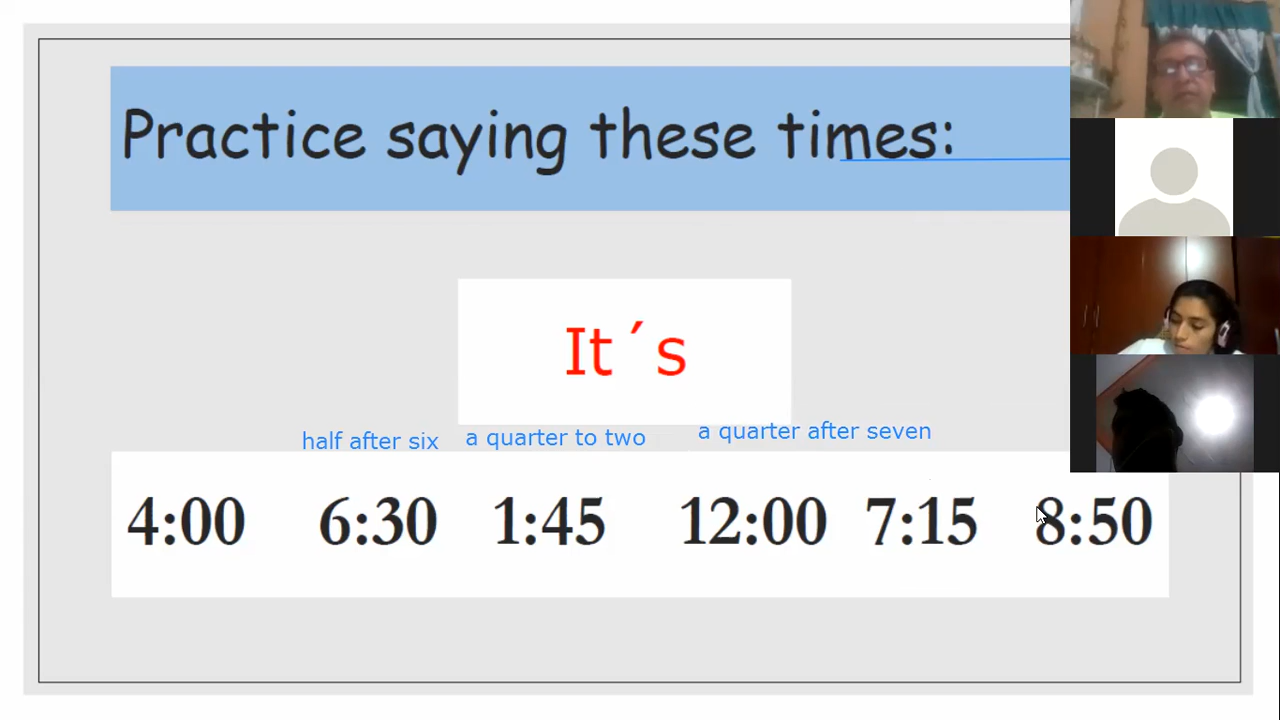 Practice saying these times:
It´s
half after six a quarter to two a quarter after seven
4:00 6:30 1:45 12:00 7:15 8:50